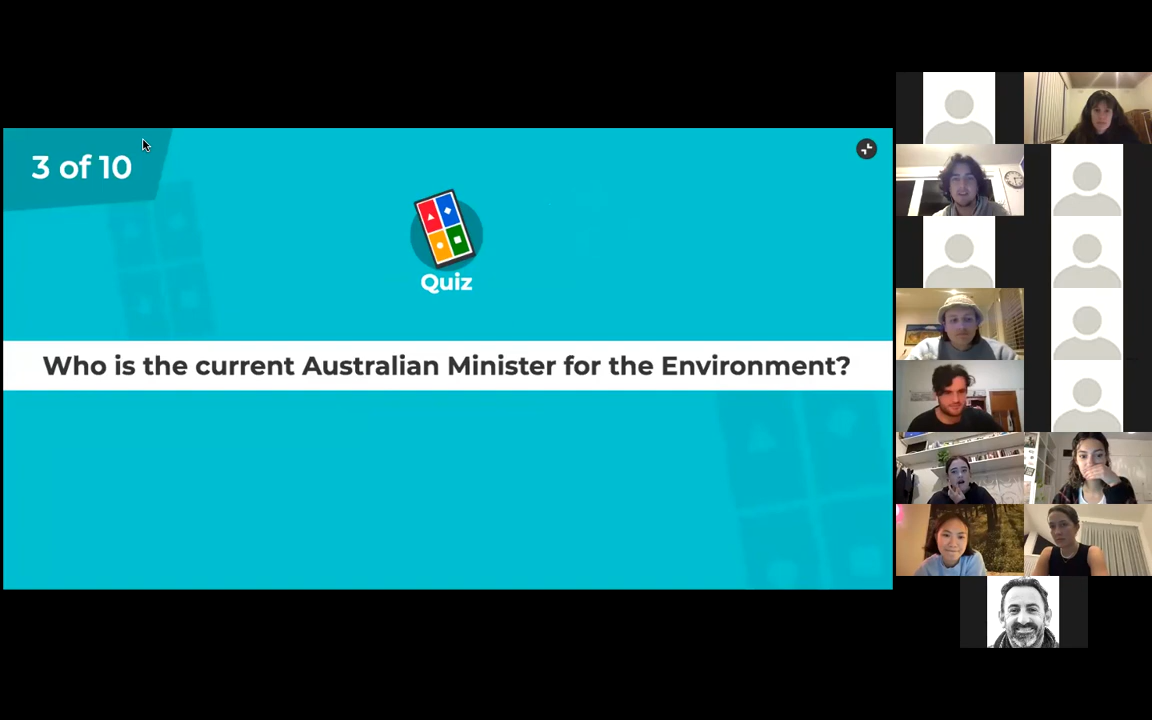 3 of 10
Quiz
Who is the current Australian Minister for the Environment?